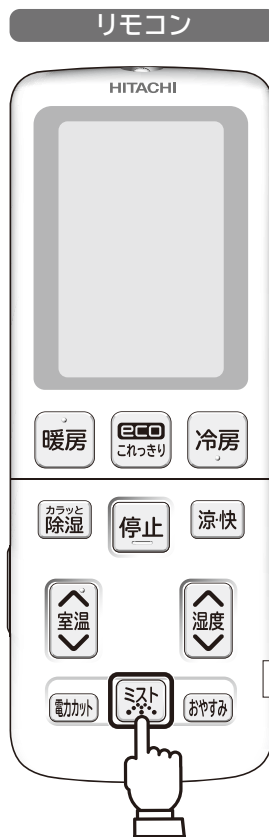 リモコン
HITACHI
暖房
eco
これっきり
冷房
カラッと
除湿
停止
涼・快
室温
湿度
電力カット
ミスト
おやすみ